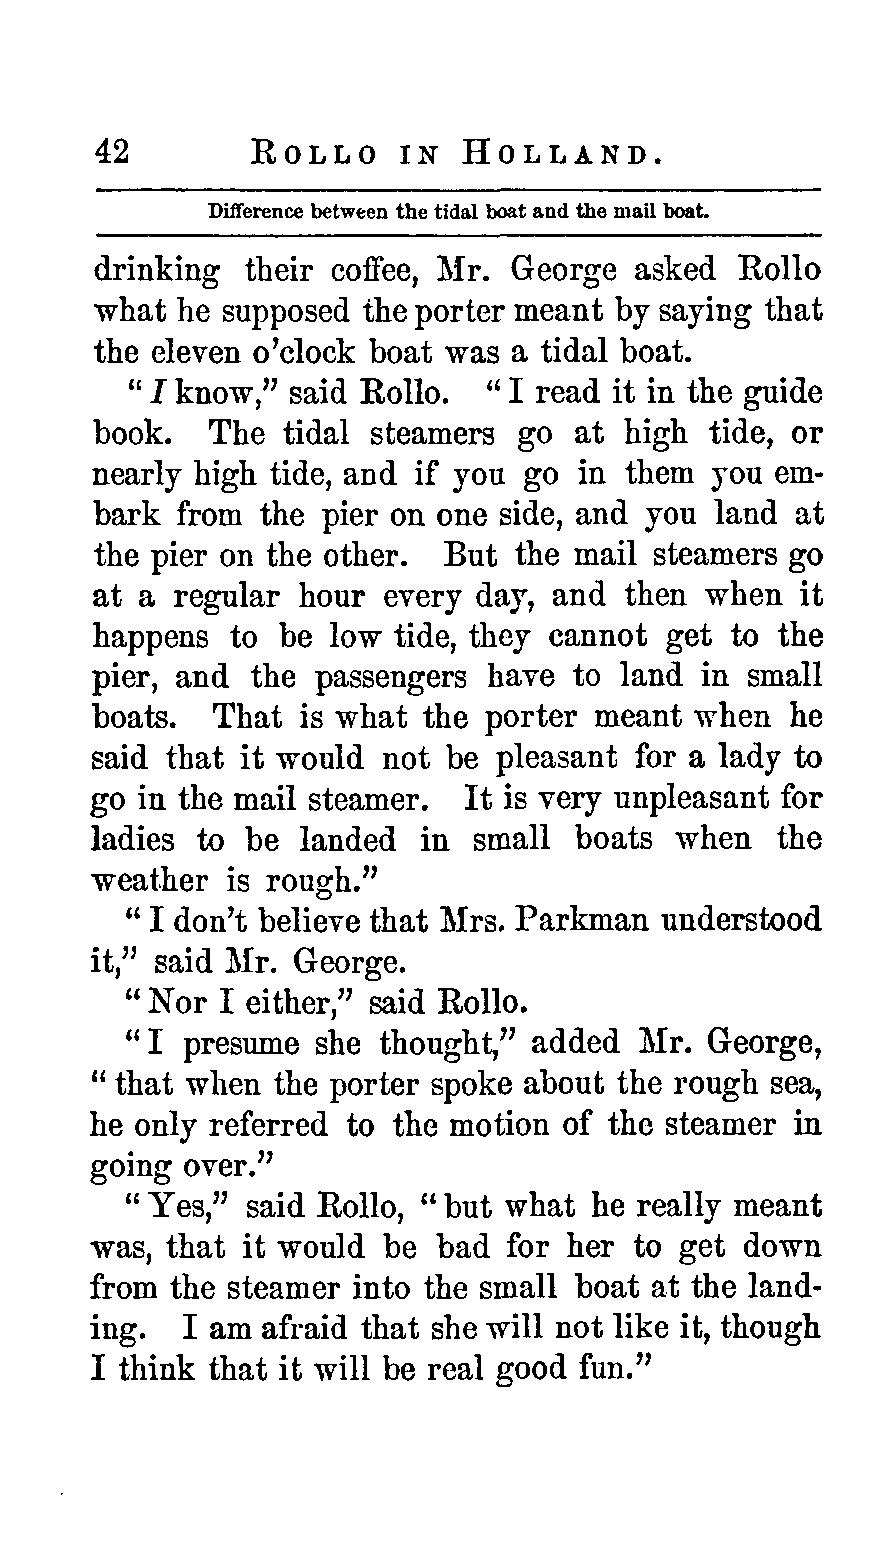 42 ROLLO IN HOLLAND.
Difference between the tidal boat and the mail boat.
drinking their coffee, Mr. George asked Rollo
what he supposed the porter meant by saying that
the eleven o'clock boat was a tidal boat.
"I know," said Rollo. "I read it in the guide
book. The tidal steamers go at high tide, or
nearly high tide, and if you go in them you em-
bark from the pier on one side, and you land at
the pier on the other. But the mail steamers go
at a regular hour every day, and then when it
happens to be low tide, they cannot get to the
pier, and the passengers have to land in small
boats. That is what the porter meant when he
said that it would not be pleasant for a lady to
go in the mail steamer. It is very unpleasant for
ladies to be landed in small boats when the
weather is rough."
"I don't believe that Mrs. Parkman understood
it," said Mr. George.
"Nor I either," said Rollo.
"I presume she thought," added Mr. George,
"that when the porter spoke about the rough sea,
he only referred to the motion of the steamer in
going over."
"Yes," said Rollo, "but what he really meant
was, that it would be bad for her to get down
from the steamer into the small boat at the land-
ing. I am afraid that she will not like it, though
I think that it will be real good fun."